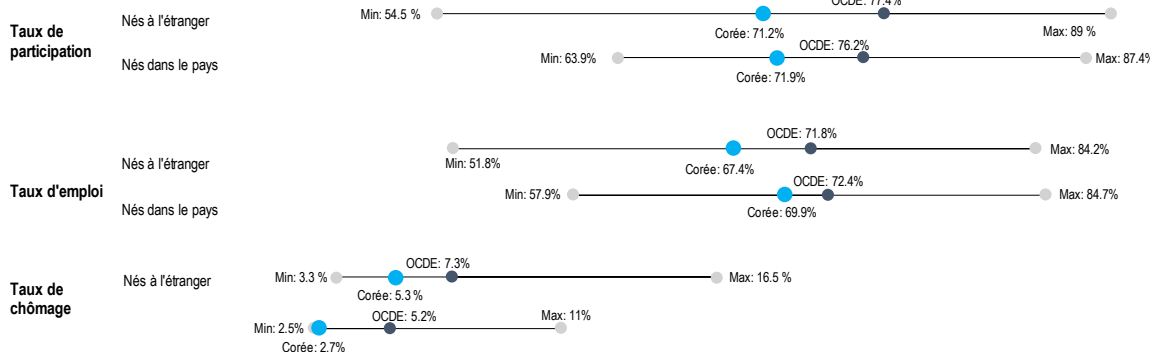 OCDE: 77.4%
Taux de participation
Nés à l'étranger
Min: 54.5 %
Corée: 71.2%
Max: 89 %
Nés dans le pays
Min: 63.9%
OCDE: 76.2%
Corée: 71.9%
Max: 87.4%
Taux d'emploi
Nés à l'étranger
Min: 51.8%
OCDE: 71.8%
Corée: 67.4%
Max: 84.2%
Nés dans le pays
Min: 57.9%
OCDE: 72.4%
Corée: 69.9%
Max: 84.7%
Taux de
chômage
Nés à l'étranger
Min: 3.3 %
OCDE: 7.3%
Corée: 5.3 %
Max: 16.5 %
Min: 2.5%
OCDE: 5.2%
Max: 11%
Corée: 2.7%